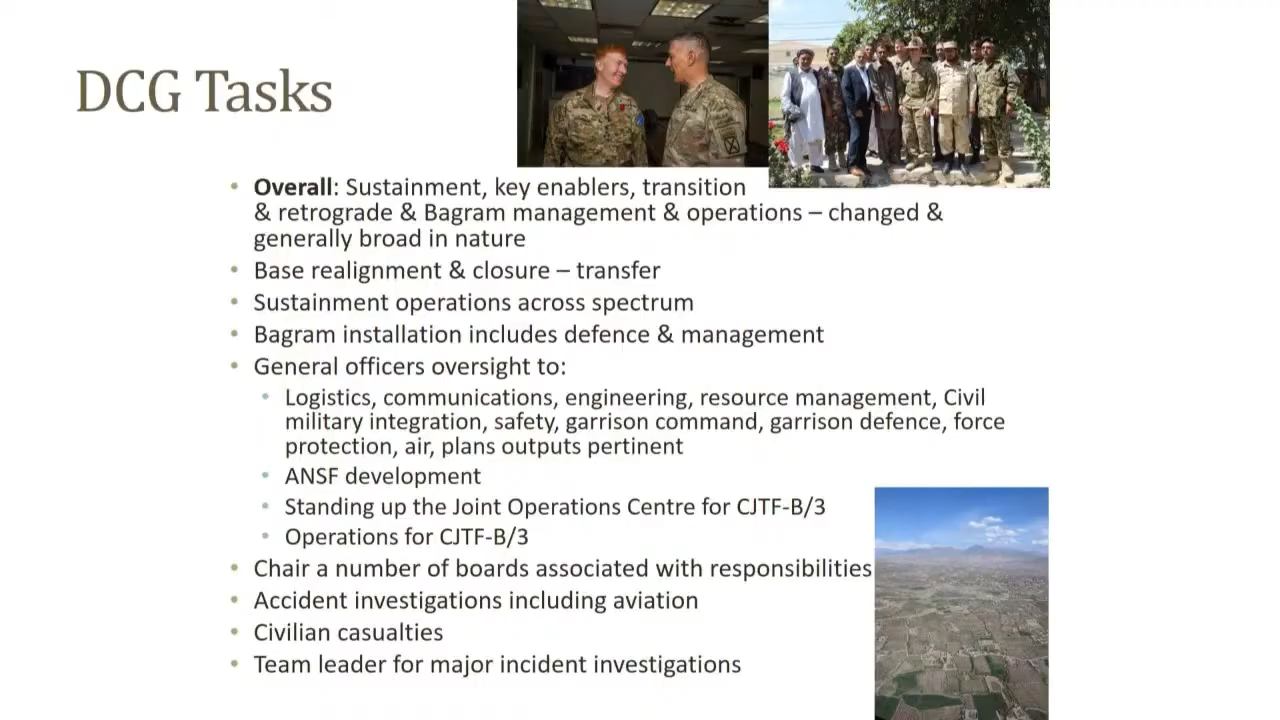 DCG Tasks
• Overall: Sustainment, key enablers, transition
& retrograde & Bagram management & operations – changed &
generally broad in nature
• Base realignment & closure – transfer
• Sustainment operations across spectrum
• Bagram installation includes defence & management
• General officers oversight to:
• Logistics, communications, engineering, resource management, Civil
military integration, safety, garrison command, garrison defence, force
protection, air, plans outputs pertinent
• ANSF development
• Standing up the Joint Operations Centre for CJTF-B/3
• Operations for CJTF-B/3
• Chair a number of boards associated with responsibilities
• Accident investigations including aviation
• Civilian casualties
• Team leader for major incident investigations